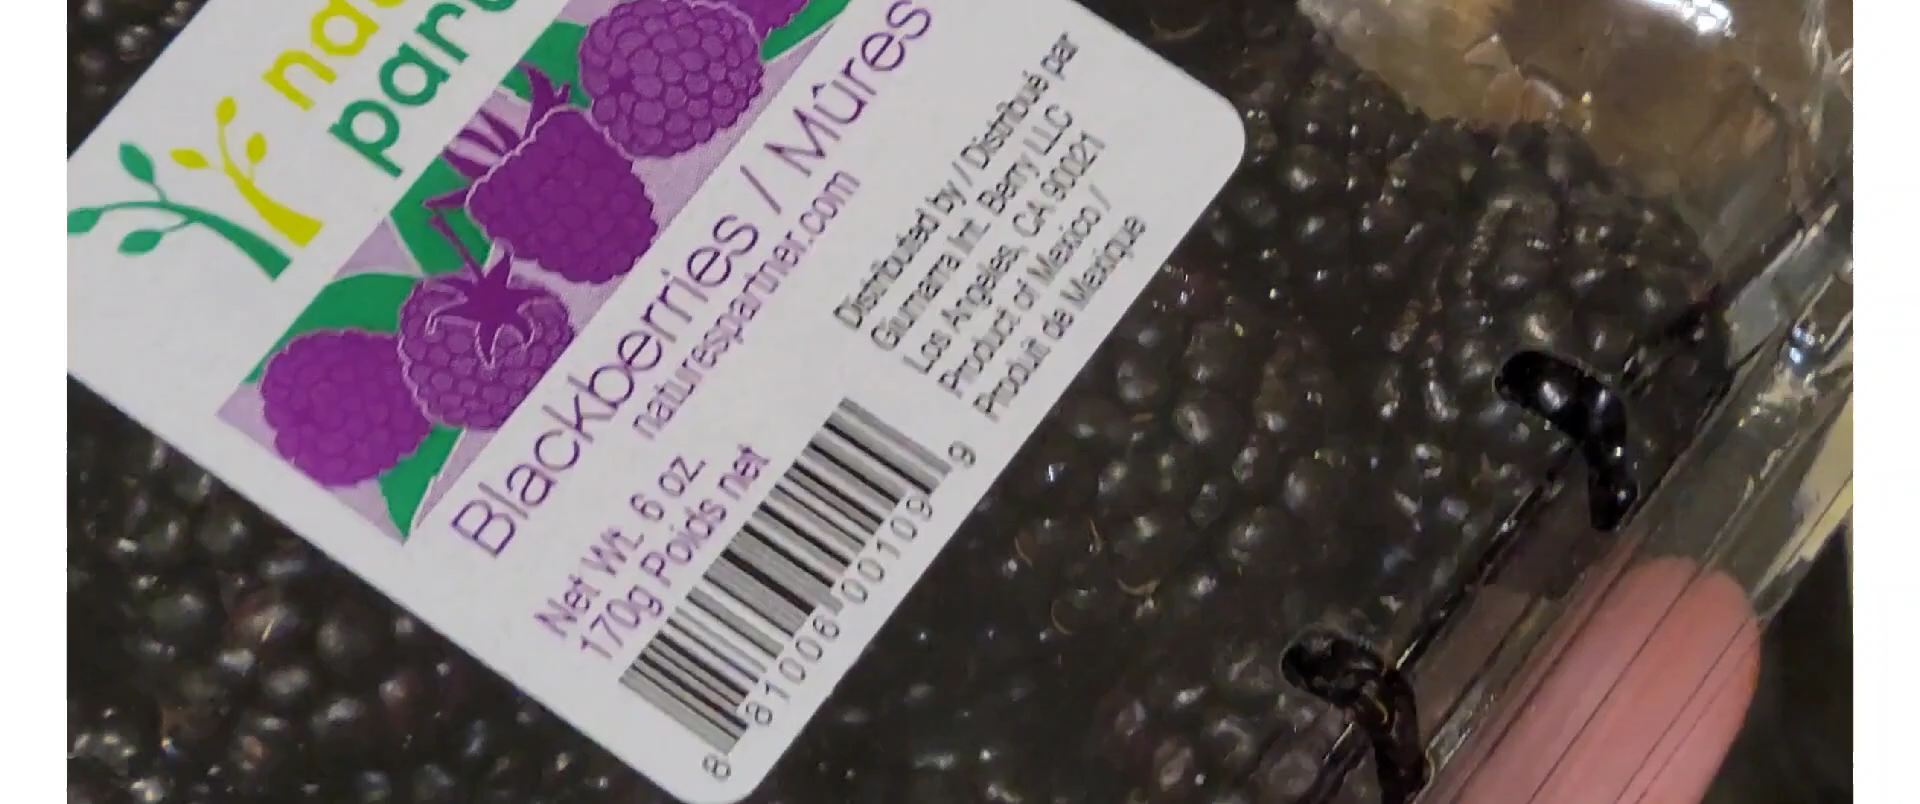 Blackberries / Mûres
naturespartner.com
Net Wt. 6 oz.
170g Poids net
Distributed by / Distribué par
Giumarra Int. Berry LLC
Los Angeles, CA 90021
Product of Mexico /
Produit de Mexique
8 81006 00109 9